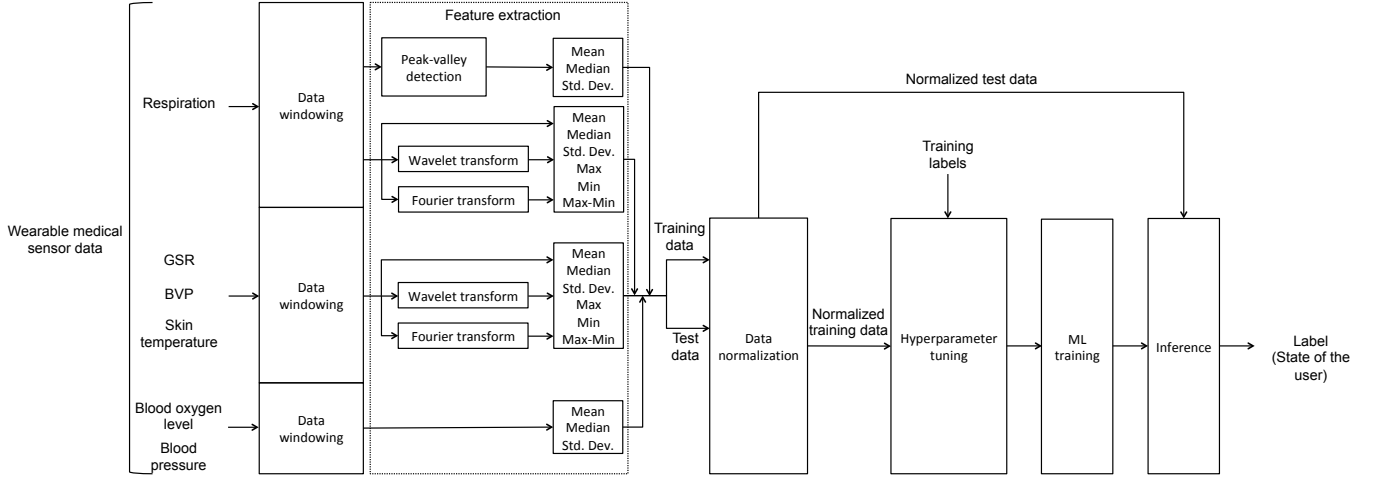 Wearable medical
sensor data
Respiration
GSR
BVP
Skin
temperature
Blood oxygen
level
Blood
pressure
Data
windowing
Data
windowing
Data
windowing
Feature extraction
Peak-valley
detection
Mean
Median
Std. Dev.
Wavelet transform
Fourier transform
Mean
Median
Std. Dev.
Max
Min
Max-Min
Wavelet transform
Fourier transform
Mean
Median
Std. Dev.
Max
Min
Max-Min
Mean
Median
Std. Dev.
Training
data
Test
data
Data
normalization
Normalized test data
Normalized
training data
Training
labels
Hyperparameter
tuning
ML
training
Inference
Label
(State of the
user)